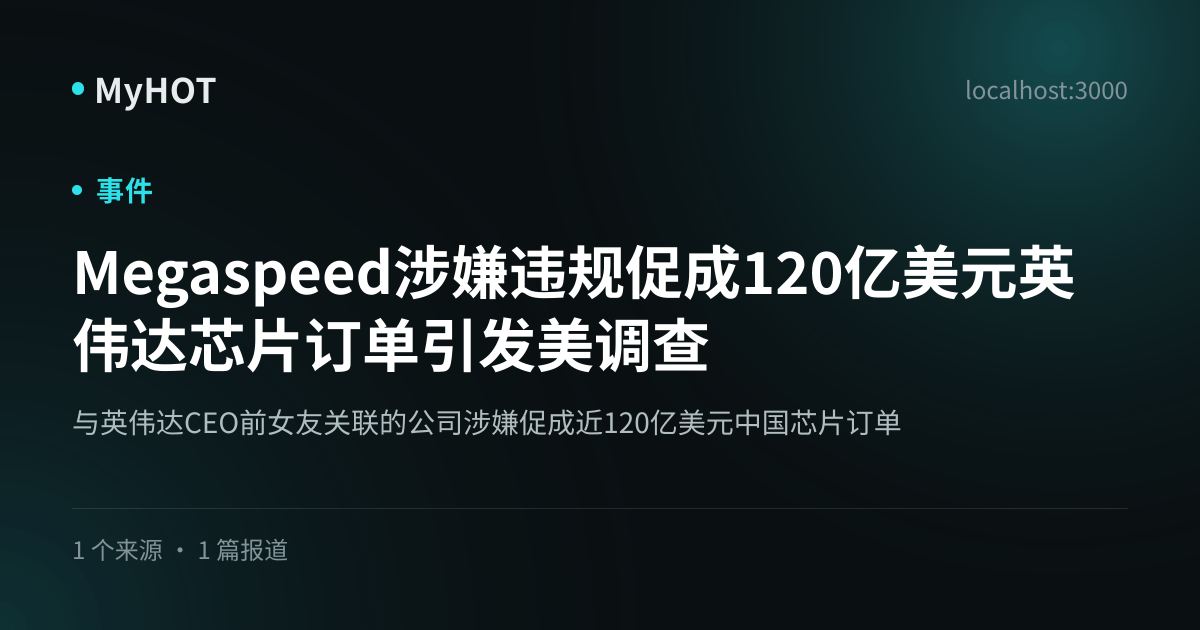 MyHOT
localhost:3000
事件
Megaspeed涉嫌违规促成120亿美元英
伟达芯片订单引发美调查
与英伟达CEO前女友关联的公司涉嫌促成近120亿美元中国芯片订单
1 个来源 · 1 篇报道